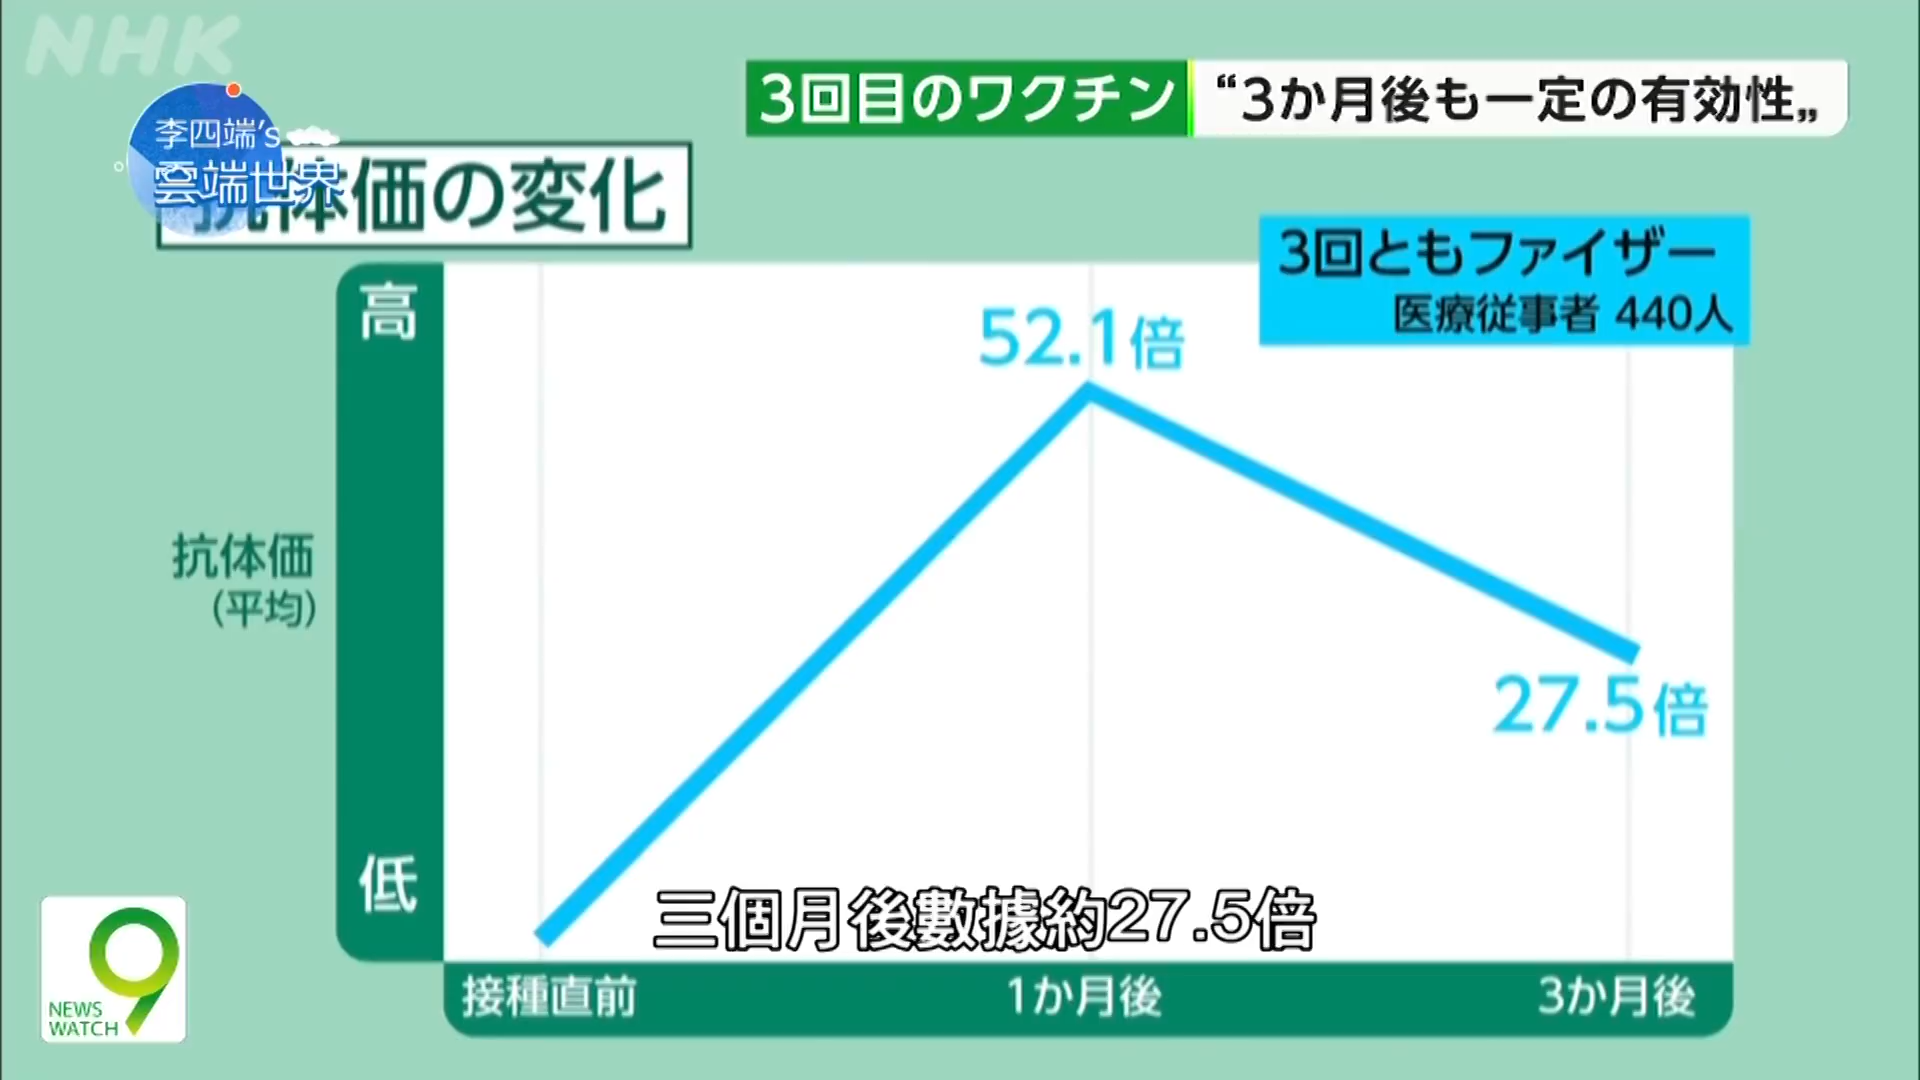 NHK
3回目のワクチン “3か月後も一定の有効性„
李四端's
雲端世界
抗体価の変化
3回ともファイザー
医療従事者 440人
高
52.1倍
抗体価
(平均)
27.5倍
低
三個月後數據約27.5倍
接種直前 1か月後 3か月後
9
NEWS
WATCH